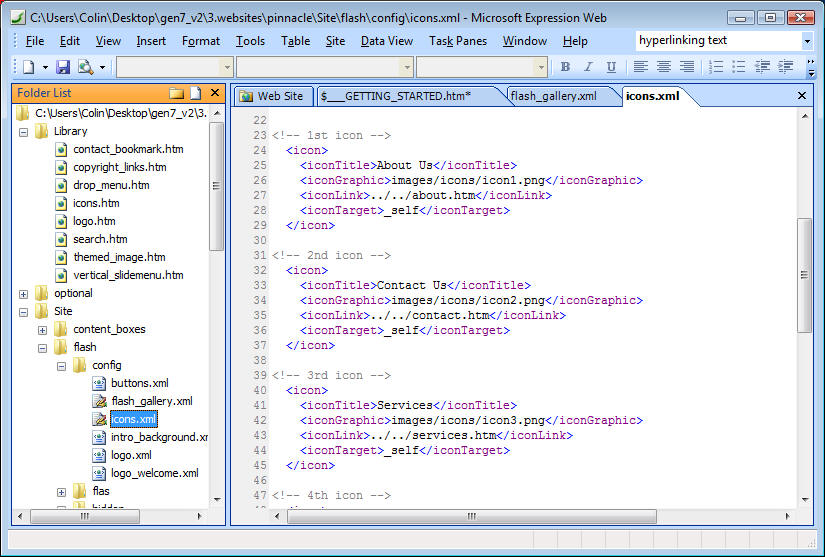 C:\Users\Colin\Desktop\gen7_v2\3.websites\pinnacle\Site\flash\config\icons.xml - Microsoft Expression Web
File Edit View Insert Format Tools Table Site Data View Task Panes Window Help hyperlinking text
B I U
Folder List
Web Site $___GETTING_STARTED.htm* flash_gallery.xml icons.xml
C:\Users\Colin\Desktop\gen7_v2\3.
Library
contact_bookmark.htm
copyright_links.htm
drop_menu.htm
icons.htm
logo.htm
search.htm
themed_image.htm
vertical_slidemenu.htm
optional
Site
content_boxes
flash
config
buttons.xml
flash_gallery.xml
icons.xml
intro_background.xm
logo.xml
logo_welcome.xml
flas
22
23 <!-- 1st icon -->
24 <icon>
25 <iconTitle>About Us</iconTitle>
26 <iconGraphic>images/icons/icon1.png</iconGraphic>
27 <iconLink>../../about.htm</iconLink>
28 <iconTarget>_self</iconTarget>
29 </icon>
30
31 <!-- 2nd icon -->
32 <icon>
33 <iconTitle>Contact Us</iconTitle>
34 <iconGraphic>images/icons/icon2.png</iconGraphic>
35 <iconLink>../../contact.htm</iconLink>
36 <iconTarget>_self</iconTarget>
37 </icon>
38
39 <!-- 3rd icon -->
40 <icon>
41 <iconTitle>Services</iconTitle>
42 <iconGraphic>images/icons/icon3.png</iconGraphic>
43 <iconLink>../../services.htm</iconLink>
44 <iconTarget>_self</iconTarget>
45 </icon>
46
47 <!-- 4th icon -->